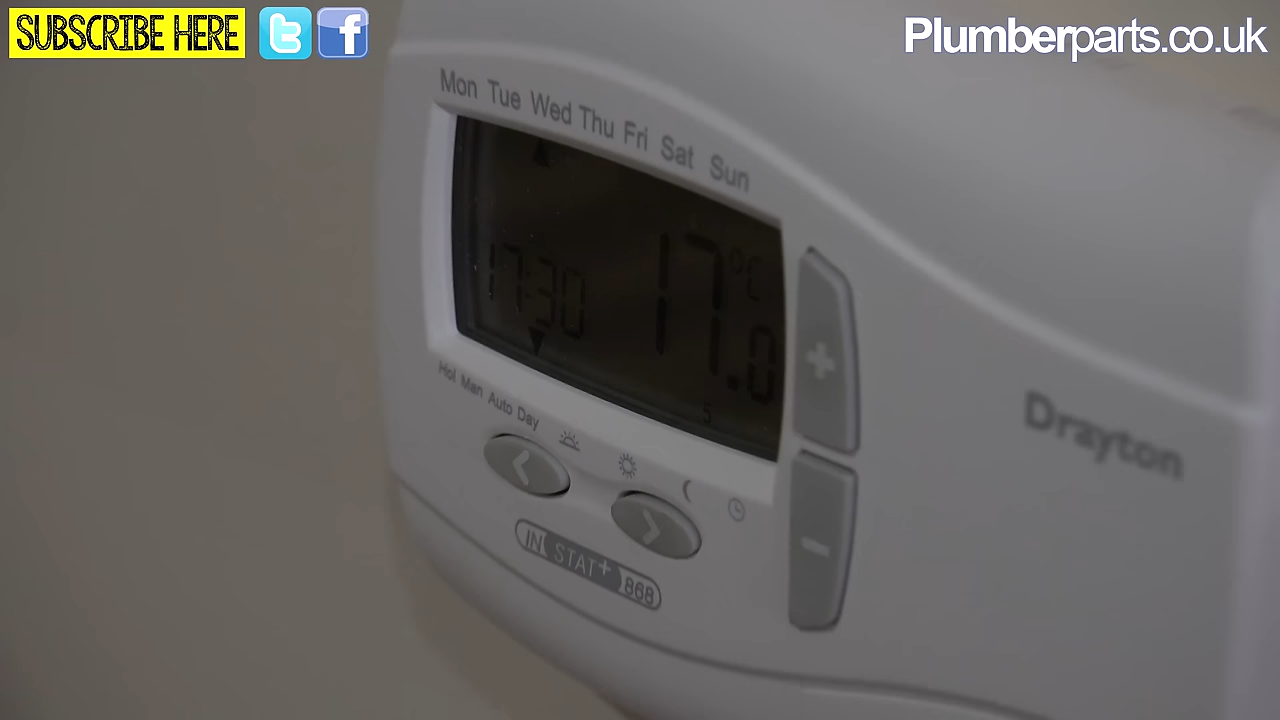 SUBSCRIBE HERE
Plumberparts.co.uk
Mon Tue Wed Thu Fri Sat Sun
17:30
17.0 °C
5
Hol Man Auto Day
Drayton
IN STAT+ 868